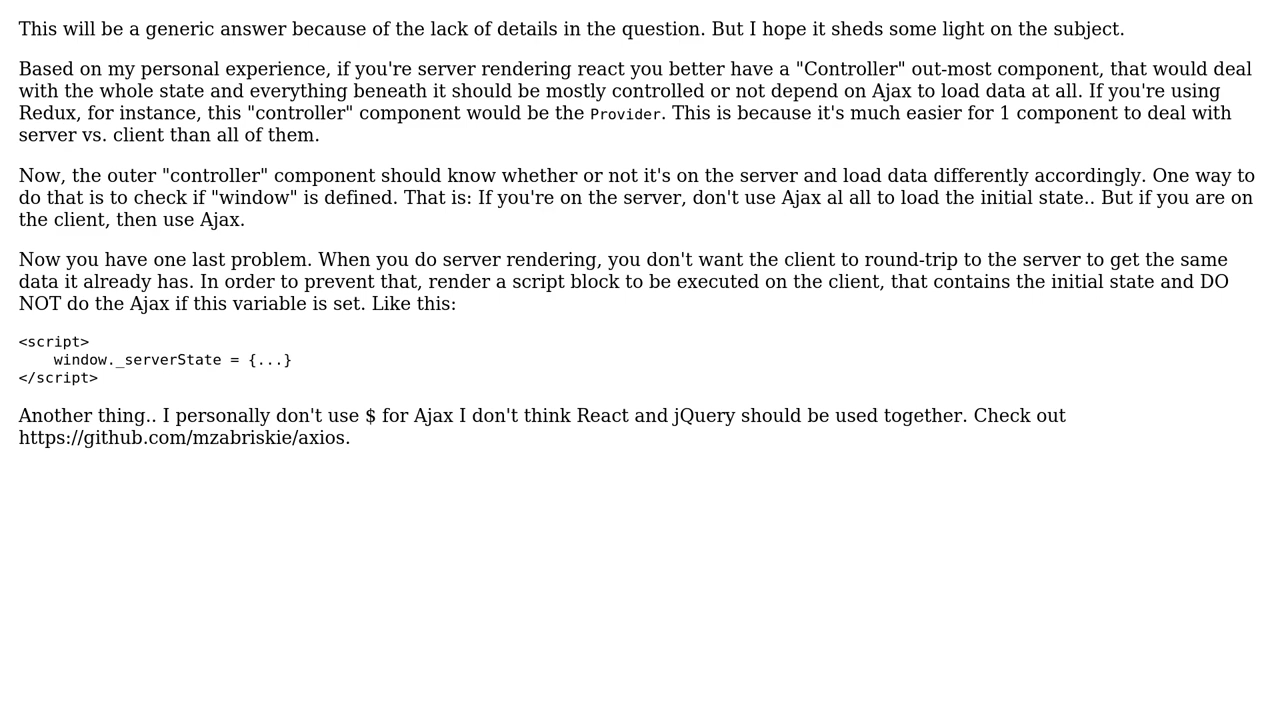 This will be a generic answer because of the lack of details in the question. But I hope it sheds some light on the subject.
Based on my personal experience, if you're server rendering react you better have a "Controller" out-most component, that would deal
with the whole state and everything beneath it should be mostly controlled or not depend on Ajax to load data at all. If you're using
Redux, for instance, this "controller" component would be the Provider. This is because it's much easier for 1 component to deal with
server vs. client than all of them.
Now, the outer "controller" component should know whether or not it's on the server and load data differently accordingly. One way to
do that is to check if "window" is defined. That is: If you're on the server, don't use Ajax al all to load the initial state.. But if you are on
the client, then use Ajax.
Now you have one last problem. When you do server rendering, you don't want the client to round-trip to the server to get the same
data it already has. In order to prevent that, render a script block to be executed on the client, that contains the initial state and DO
NOT do the Ajax if this variable is set. Like this:
<script>
    window._serverState = {...}
</script>
Another thing.. I personally don't use $ for Ajax I don't think React and jQuery should be used together. Check out
https://github.com/mzabriskie/axios.